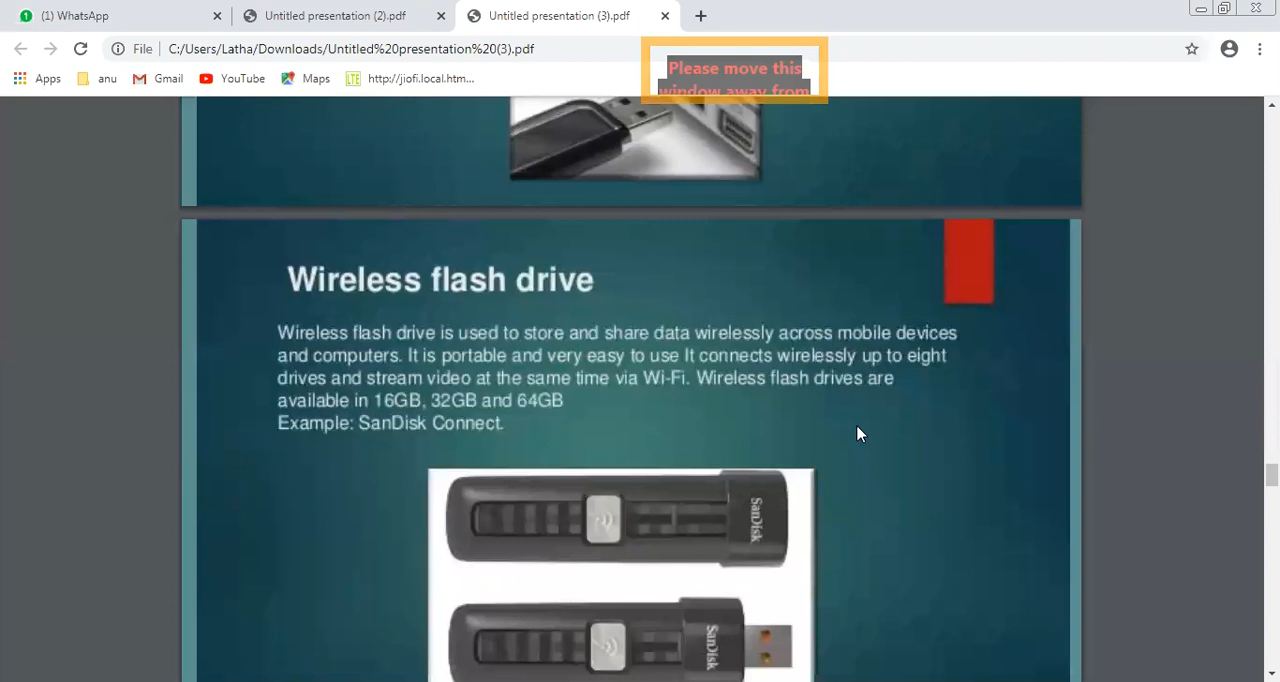 (1) WhatsApp
Untitled presentation (2).pdf
Untitled presentation (3).pdf
File
C:/Users/Latha/Downloads/Untitled%20presentation%20(3).pdf
Please move this
window away from
Apps
anu
Gmail
YouTube
Maps
LTE
http://jiofi.local.htm...
Wireless flash drive
Wireless flash drive is used to store and share data wirelessly across mobile devices
and computers. It is portable and very easy to use It connects wirelessly up to eight
drives and stream video at the same time via Wi-Fi. Wireless flash drives are
available in 16GB, 32GB and 64GB
Example: SanDisk Connect.
SanDisk
SanDisk